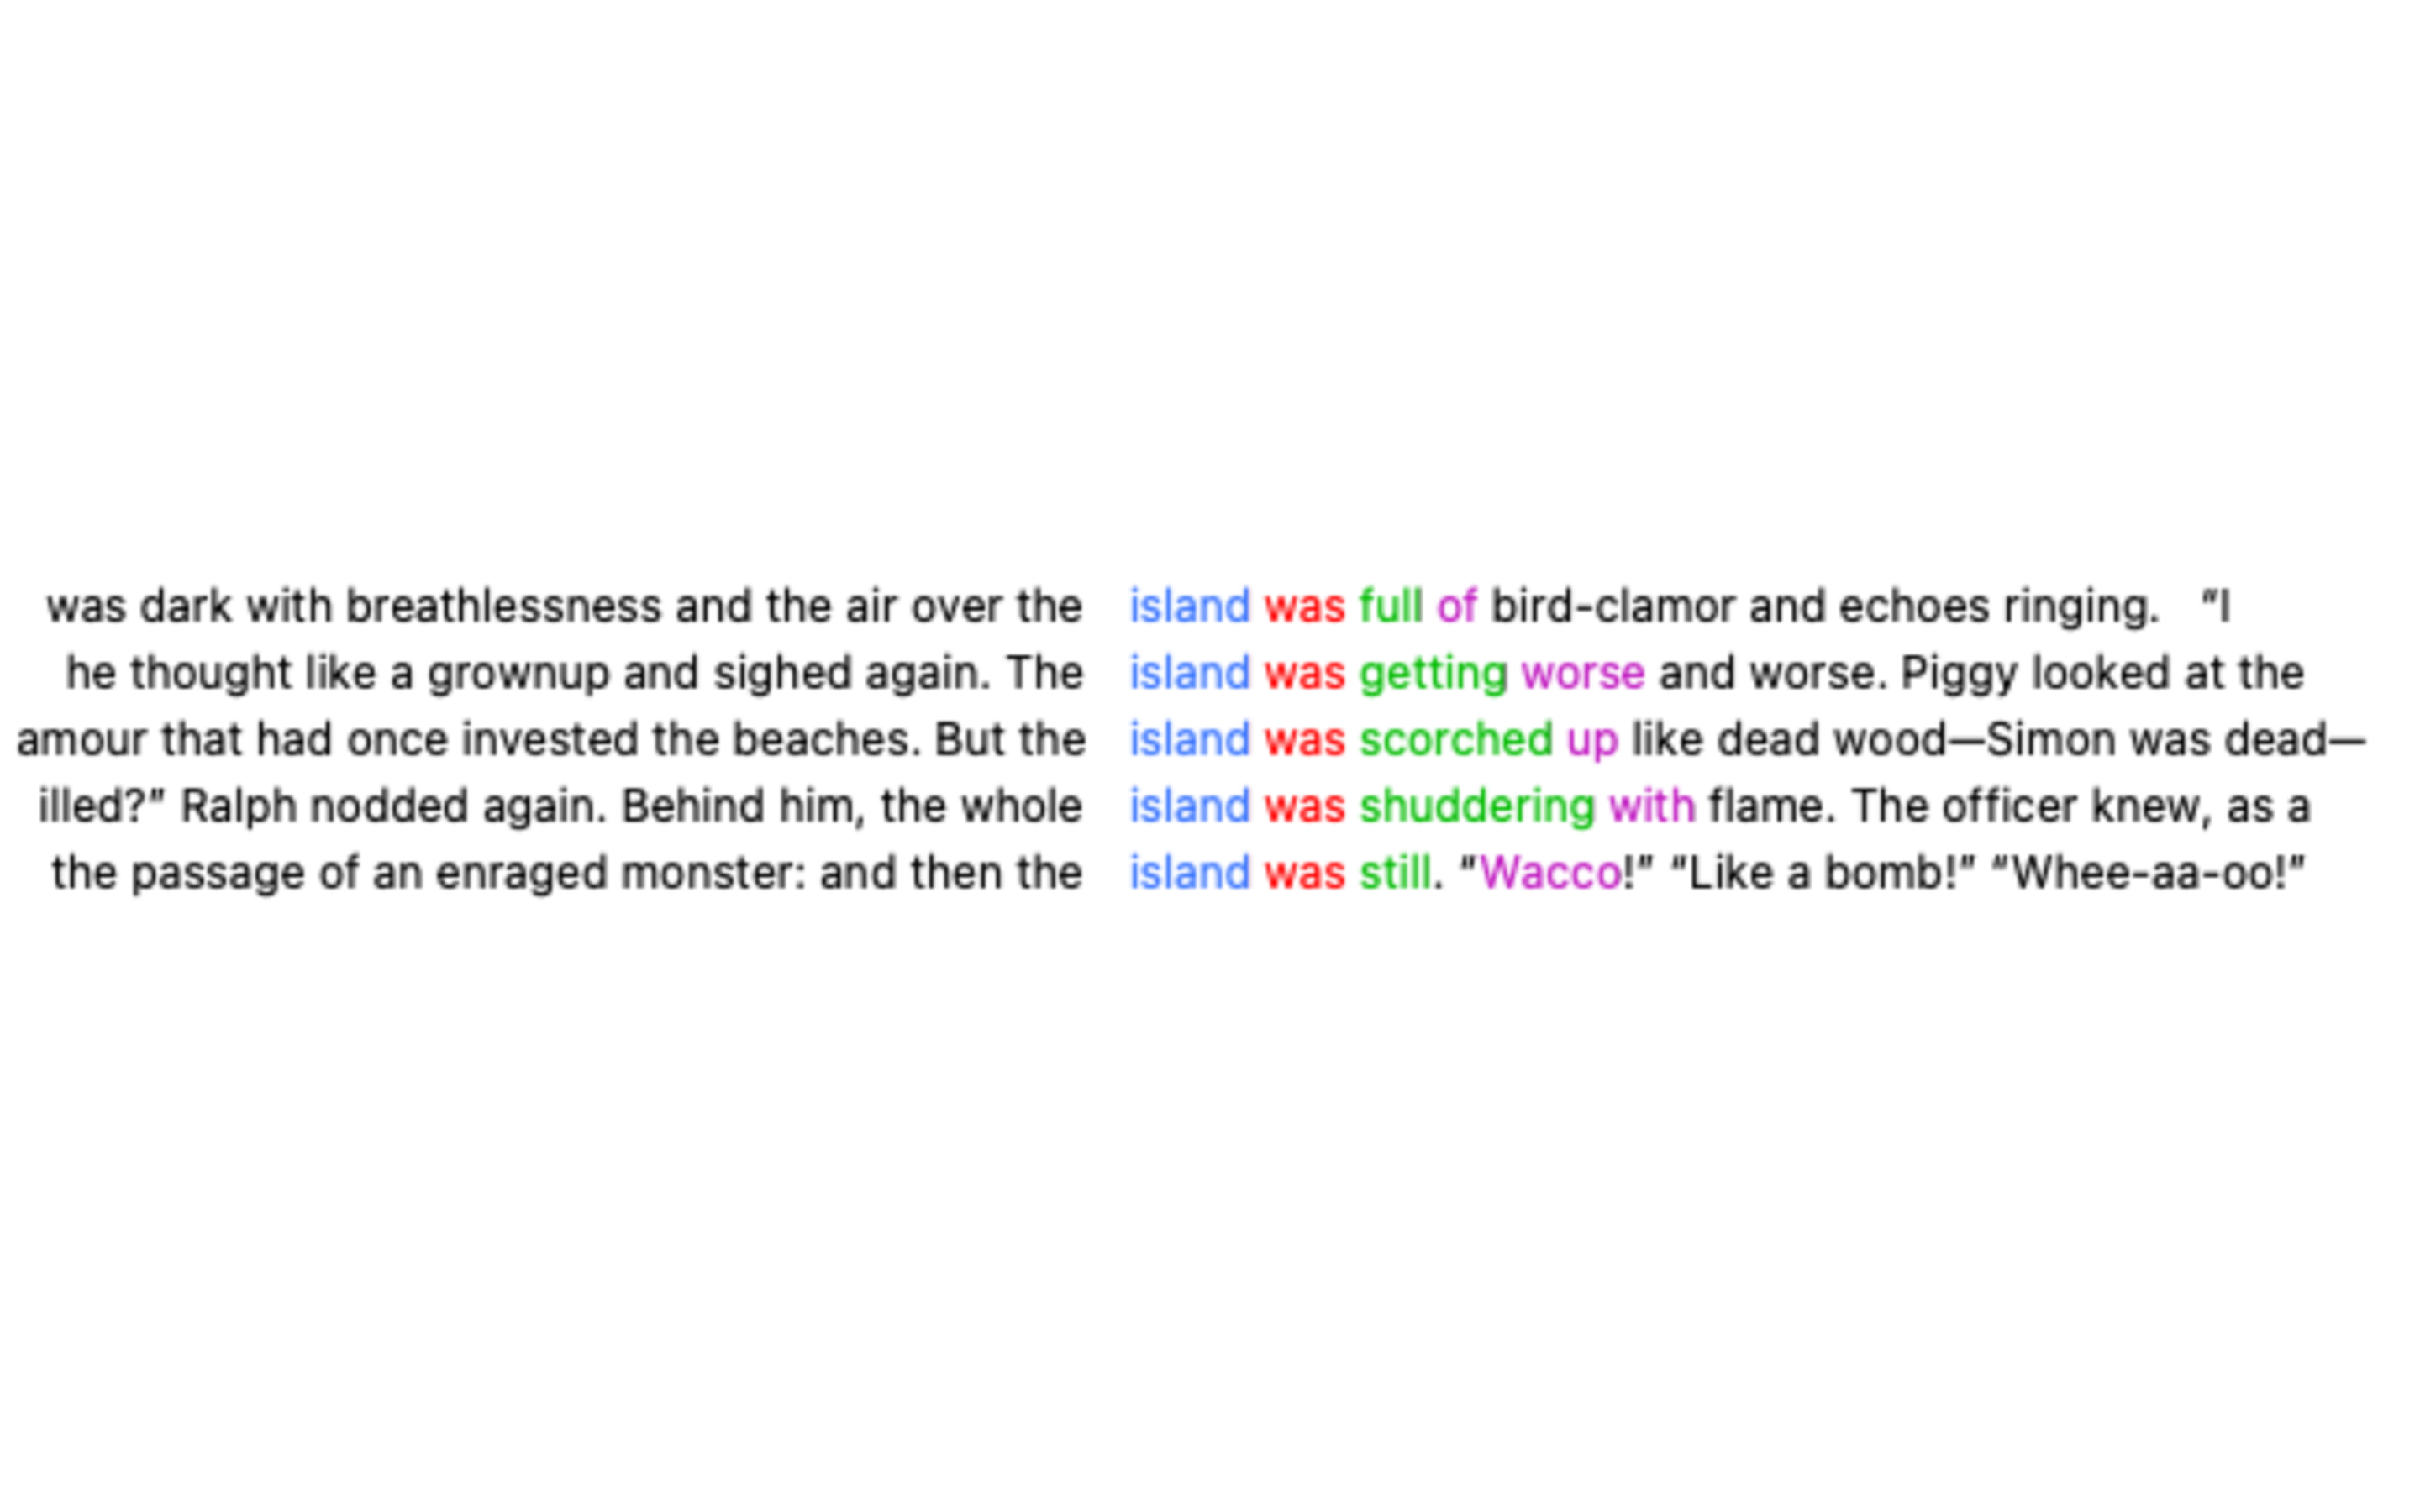 was dark with breathlessness and the air over the island was full of bird-clamor and echoes ringing. "I
he thought like a grownup and sighed again. The island was getting worse and worse. Piggy looked at the
amour that had once invested the beaches. But the island was scorched up like dead wood—Simon was dead—
illed?” Ralph nodded again. Behind him, the whole island was shuddering with flame. The officer knew, as a
the passage of an enraged monster: and then the island was still. “Wacco!” “Like a bomb!” “Whee-aa-oo!”